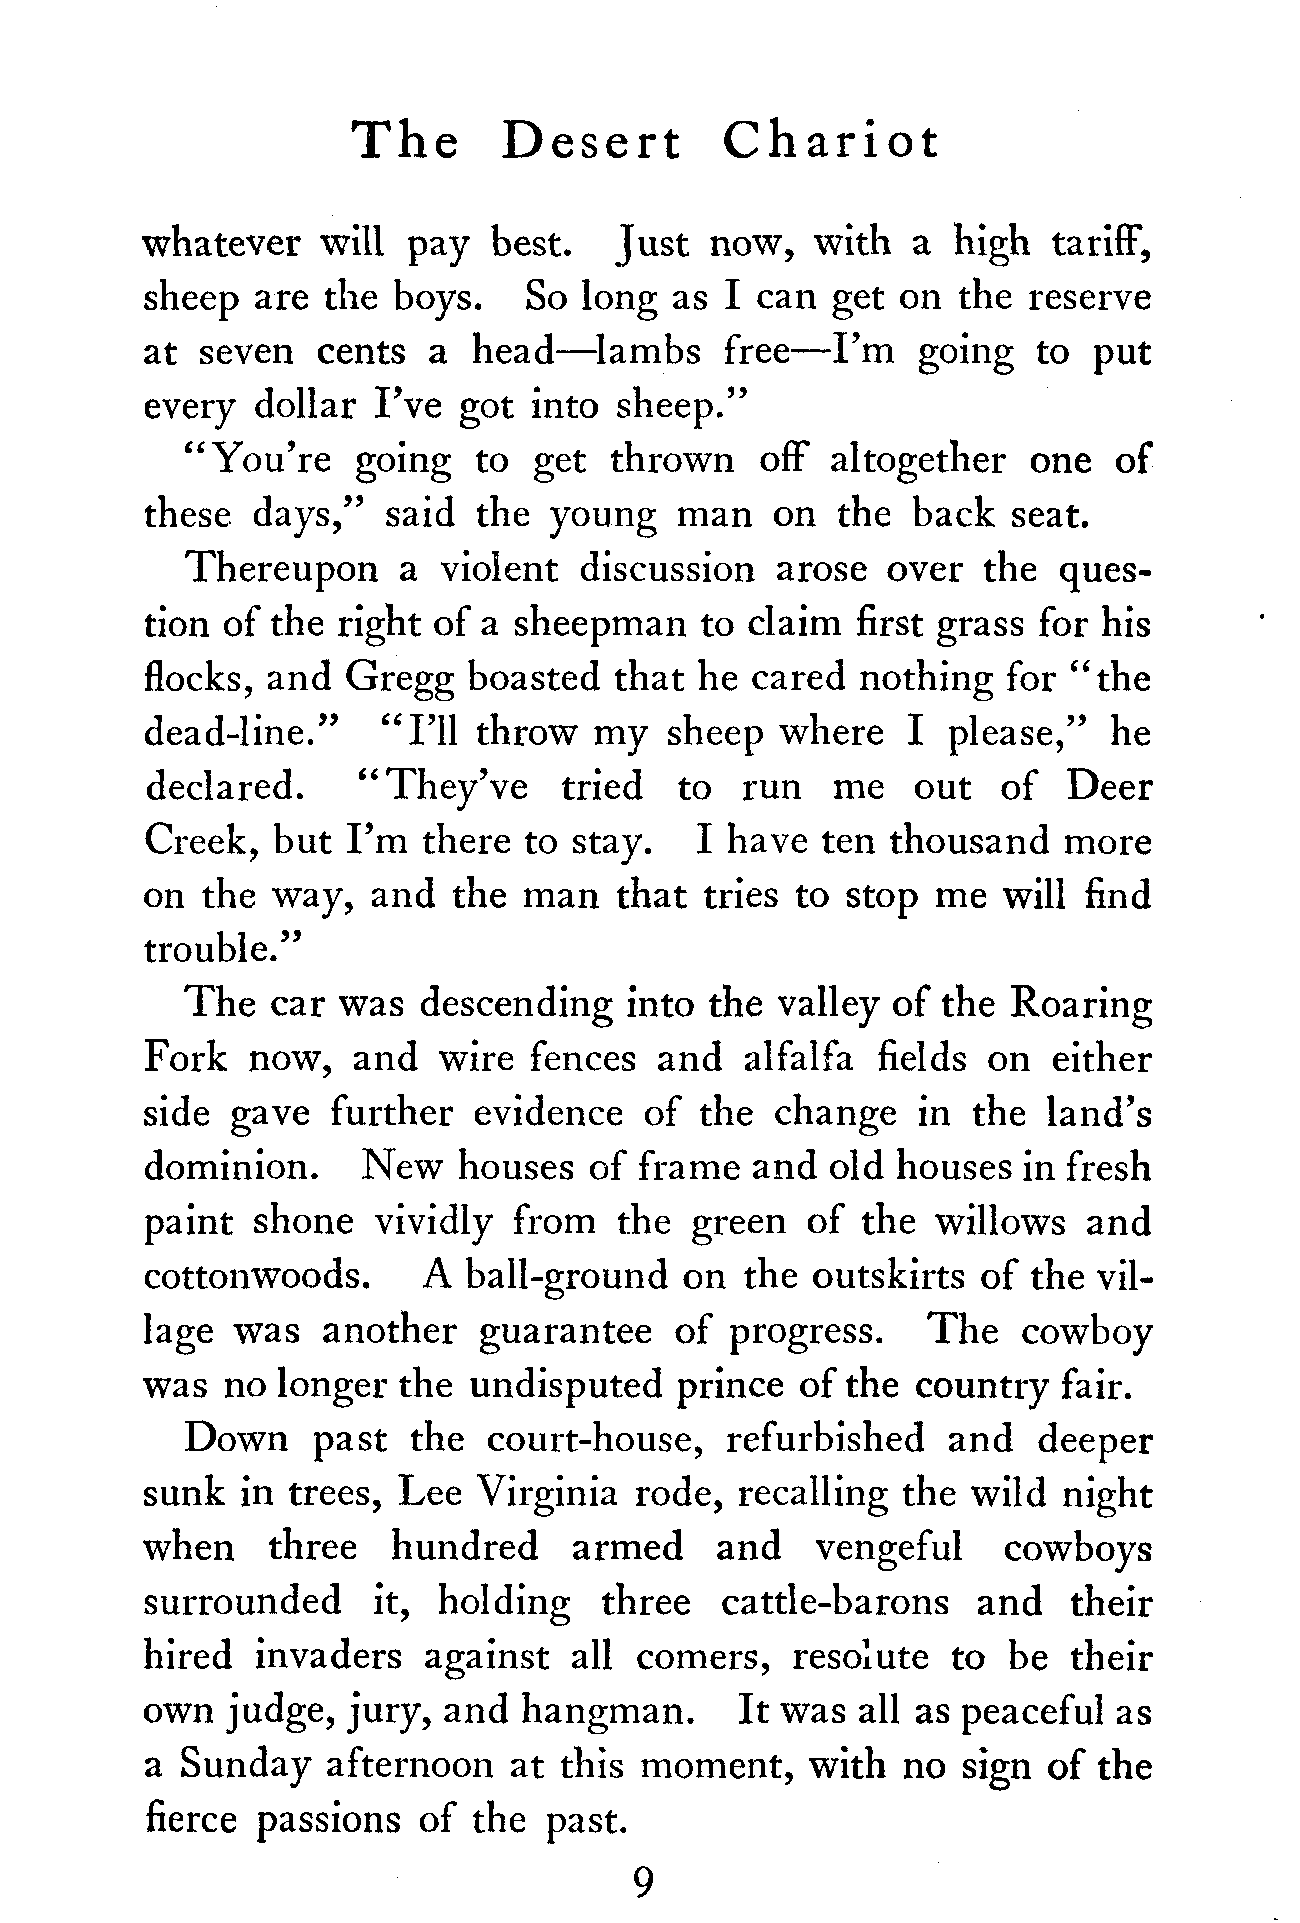 The Desert Chariot
whatever will pay best. Just now, with a high tariff,
sheep are the boys. So long as I can get on the reserve
at seven cents a head—lambs free—I'm going to put
every dollar I've got into sheep."
"You're going to get thrown off altogether one of
these days," said the young man on the back seat.
Thereupon a violent discussion arose over the ques-
tion of the right of a sheepman to claim first grass for his
flocks, and Gregg boasted that he cared nothing for "the
dead-line." "I'll throw my sheep where I please," he
declared. "They've tried to run me out of Deer
Creek, but I'm there to stay. I have ten thousand more
on the way, and the man that tries to stop me will find
trouble."
The car was descending into the valley of the Roaring
Fork now, and wire fences and alfalfa fields on either
side gave further evidence of the change in the land's
dominion. New houses of frame and old houses in fresh
paint shone vividly from the green of the willows and
cottonwoods. A ball-ground on the outskirts of the vil-
lage was another guarantee of progress. The cowboy
was no longer the undisputed prince of the country fair.
Down past the court-house, refurbished and deeper
sunk in trees, Lee Virginia rode, recalling the wild night
when three hundred armed and vengeful cowboys
surrounded it, holding three cattle-barons and their
hired invaders against all comers, resolute to be their
own judge, jury, and hangman. It was all as peaceful as
a Sunday afternoon at this moment, with no sign of the
fierce passions of the past.
9